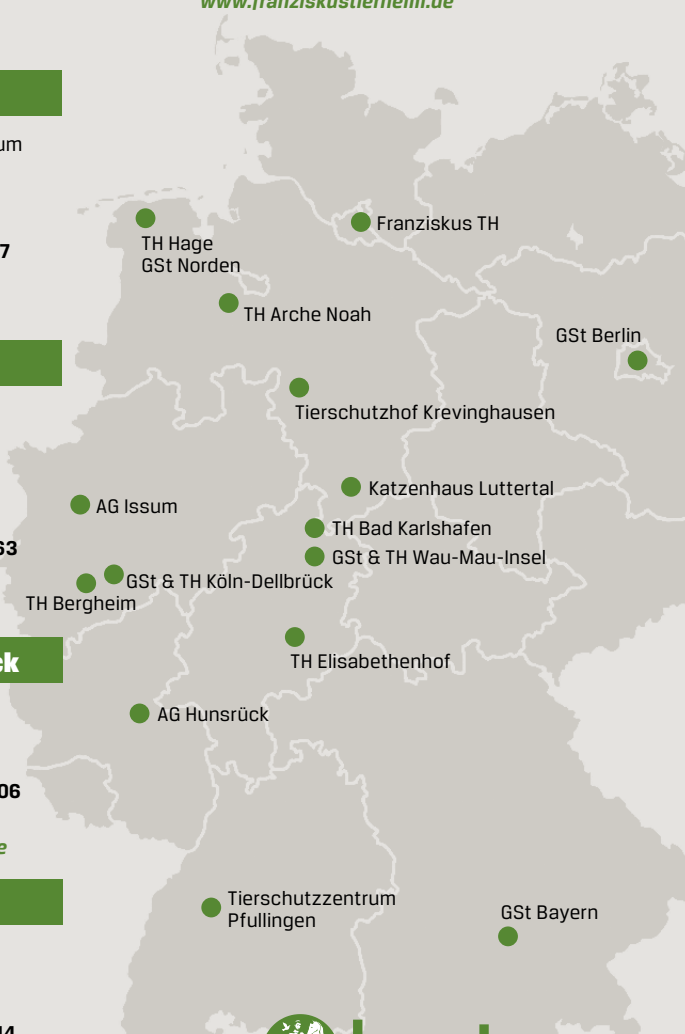 www.franziskustierheim.de
um
Franziskus TH
7
TH Hage
GSt Norden
TH Arche Noah
GSt Berlin
Tierschutzhof Krevinghausen
Katzenhaus Luttertal
AG Issum
TH Bad Karlshafen
63
GSt & TH Wau-Mau-Insel
GSt & TH Köln-Dellbrück
TH Bergheim
ck
TH Elisabethenhof
AG Hunsrück
06
e
Tierschutzzentrum
Pfullingen
GSt Bayern